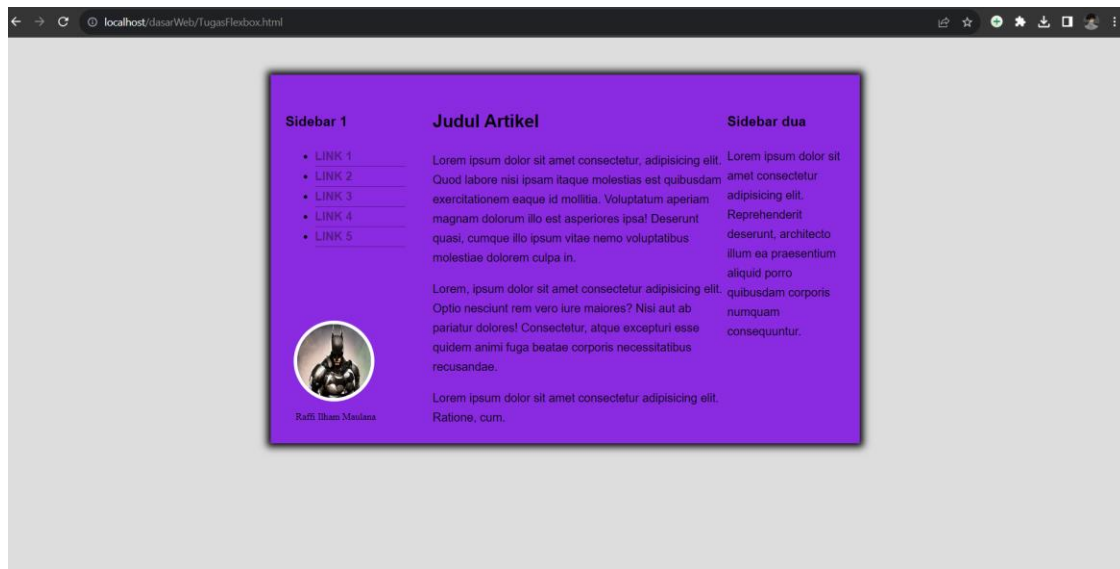 localhost/dasarWeb/TugasFlexbox.html
Sidebar 1
LINK 1
LINK 2
LINK 3
LINK 4
LINK 5
Raffi Ilham Maulana
Judul Artikel
Lorem ipsum dolor sit amet consectetur, adipisicing elit.
Quod labore nisi ipsam itaque molestias est quibusdam
exercitationem eaque id mollitia. Voluptatum aperiam
magnam dolorum illo est asperiores ipsa! Deserunt
quasi, cumque illo ipsum vitae nemo voluptatibus
molestiae dolorem culpa in.
Lorem, ipsum dolor sit amet consectetur adipisicing elit.
Optio nesciunt rem vero iure maiores? Nisi aut ab
pariatur dolores! Consectetur, atque excepturi esse
quidem animi fuga beatae corporis necessitatibus
recusandae.
Lorem ipsum dolor sit amet consectetur adipisicing elit.
Ratione, cum.
Sidebar dua
Lorem ipsum dolor sit
amet consectetur
adipisicing elit.
Reprehenderit
deserunt, architecto
illum ea praesentium
aliquid porro
quibusdam corporis
numquam
consequuntur.